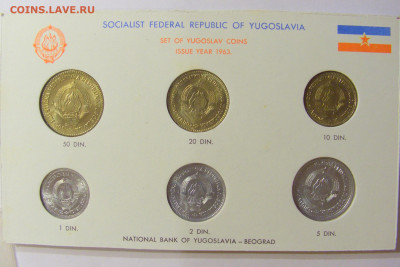 COINS.LAVE.RU
SOCIALIST FEDERAL REPUBLIC OF YUGOSLAVIA
SET OF YUGOSLAV COINS
ISSUE YEAR 1963.
50 DIN.
20 DIN.
10 DIN.
1 DIN.
2 DIN.
5 DIN.
NATIONAL BANK OF YUGOSLAVIA – BEOGRAD